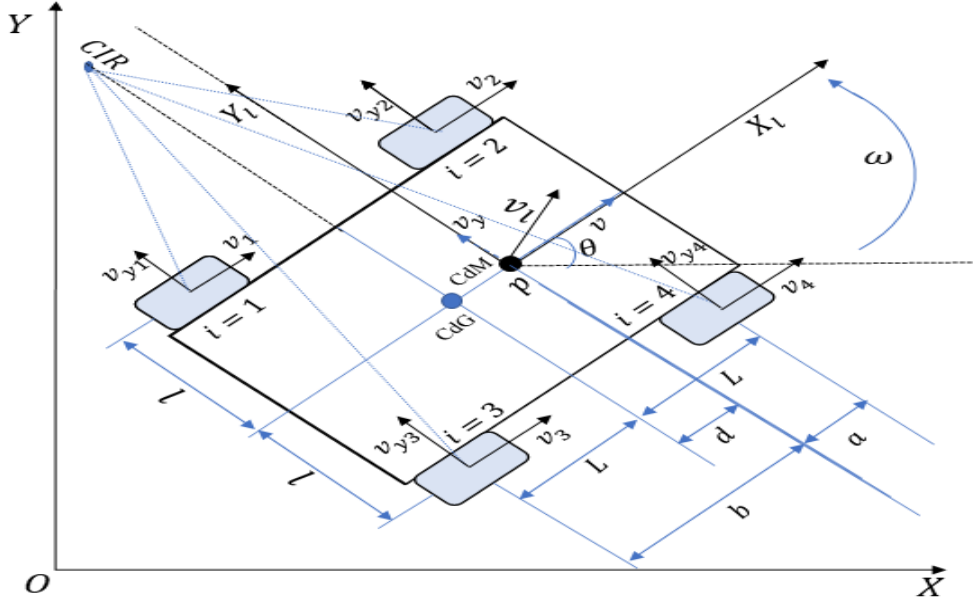 Y
CIR
v_y2
v_2
Y_l
X_l
i = 2
ω
v_l
v_y
v
θ
v_y1
v_1
CdM
v_y4
p
i = 4
v_4
i = 1
CdG
l
L
i = 3
d
a
v_y3
v_3
l
L
b
O
X